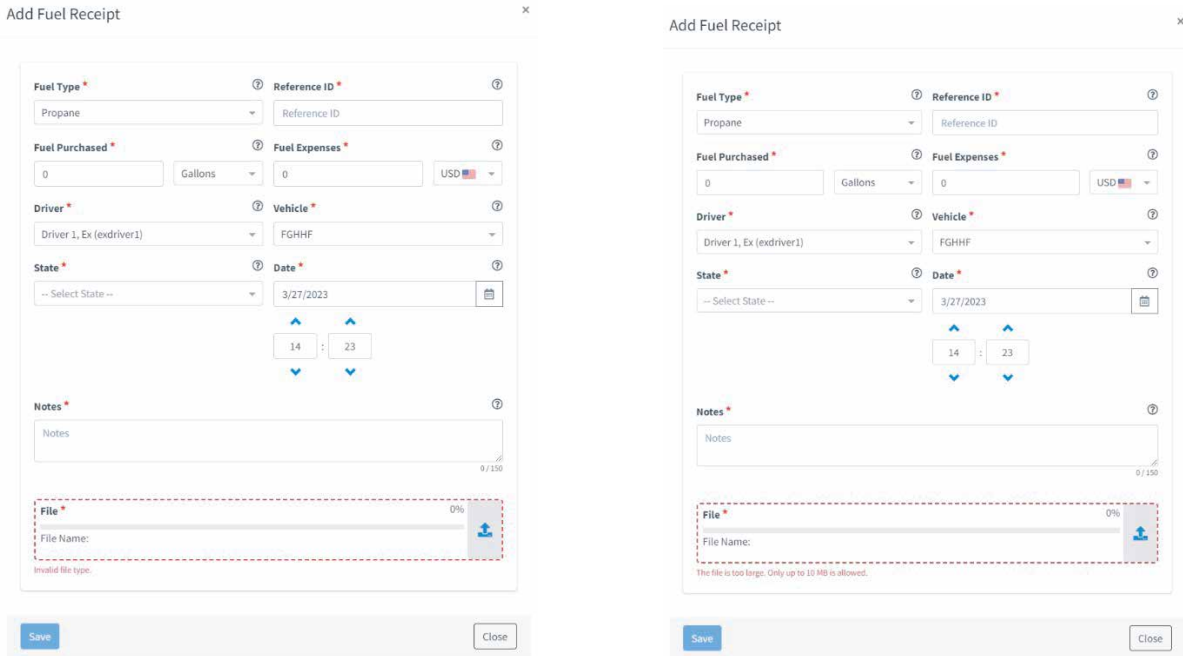 Add Fuel Receipt ×
Fuel Type * Reference ID *
Propane Reference ID
Fuel Purchased * Fuel Expenses *
0 Gallons 0 USD
Driver * Vehicle *
Driver 1, Ex (exdriver1) FGHHF
State * Date *
-- Select State -- 3/27/2023
14 : 23
Notes *
Notes
0 / 150
File * 0%
File Name:
Invalid file type.
Save Close
Add Fuel Receipt ×
Fuel Type * Reference ID *
Propane Reference ID
Fuel Purchased * Fuel Expenses *
0 Gallons 0 USD
Driver * Vehicle *
Driver 1, Ex (exdriver1) FGHHF
State * Date *
-- Select State -- 3/27/2023
14 : 23
Notes *
Notes
0 / 150
File * 0%
File Name:
The file is too large. Only up to 10 MB is allowed.
Save Close